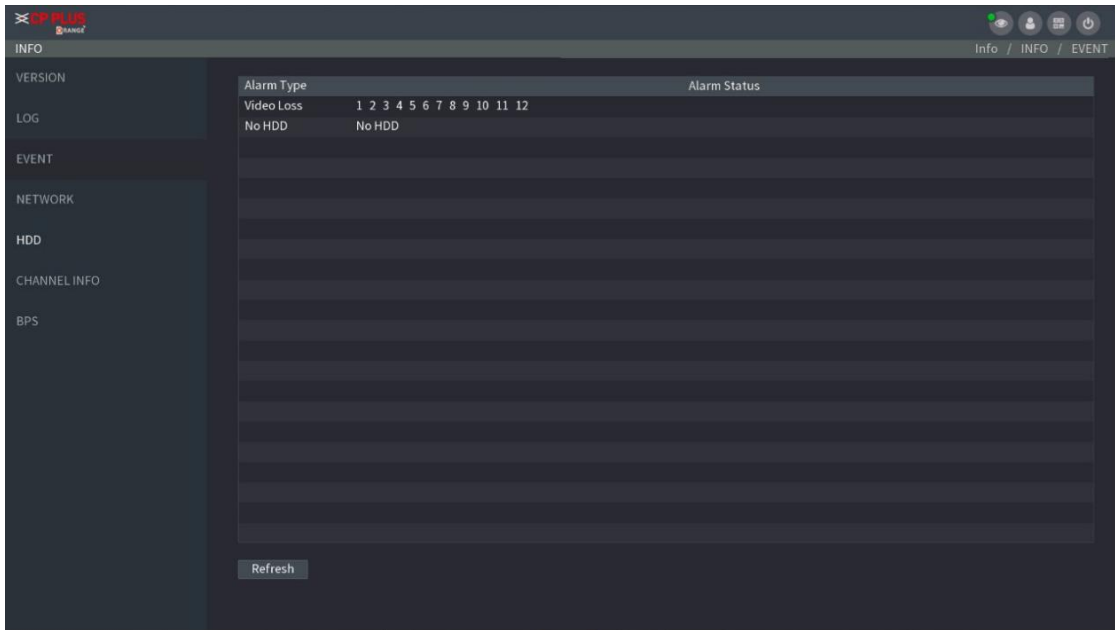 CP PLUS
ORANGE
INFO
Info / INFO / EVENT
VERSION
LOG
EVENT
NETWORK
HDD
CHANNEL INFO
BPS
Alarm Type Alarm Status
Video Loss 1 2 3 4 5 6 7 8 9 10 11 12
No HDD No HDD
Refresh